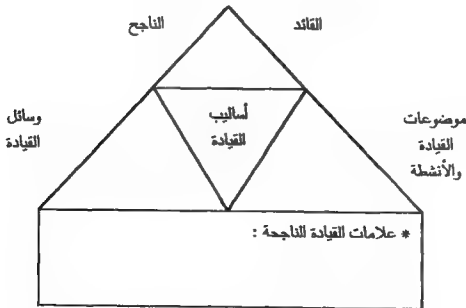 القائد الناجح
أساليب
القيادة
موضوعات
القيادة
والأنشطة
وسائل
القيادة
* علامات القيادة الناجحة :